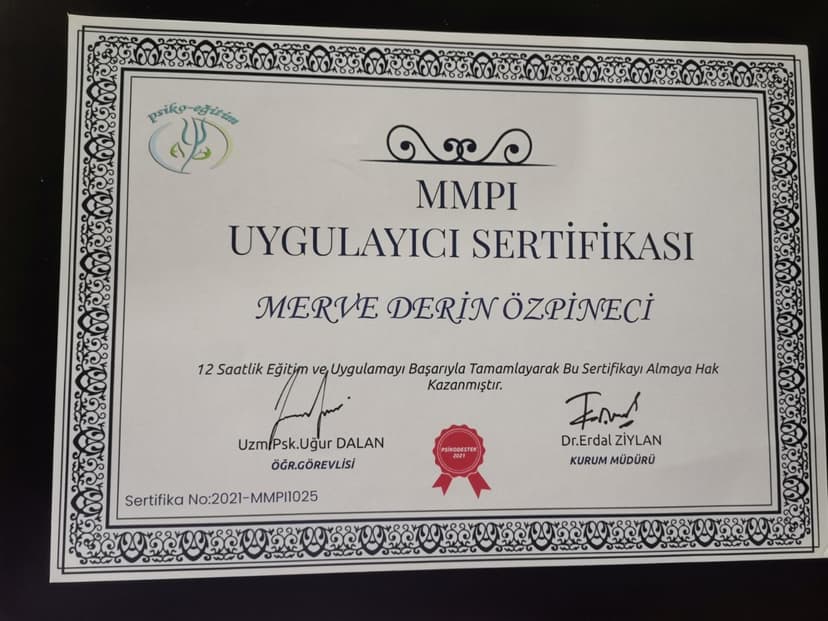 psiko-eğitim
MMPI
UYGULAYICI SERTİFİKASI
MERVE DERİN ÖZPİNECİ
12 Saatlik Eğitim ve Uygulamayı Başarıyla Tamamlayarak Bu Sertifikayı Almaya Hak
Kazanmıştır.
Uzm.Psk.Uğur DALAN
ÖĞR.GÖREVLİSİ
PSİKODESTEK
2021
Dr.Erdal ZİYLAN
KURUM MÜDÜRÜ
Sertifika No:2021-MMPI1025